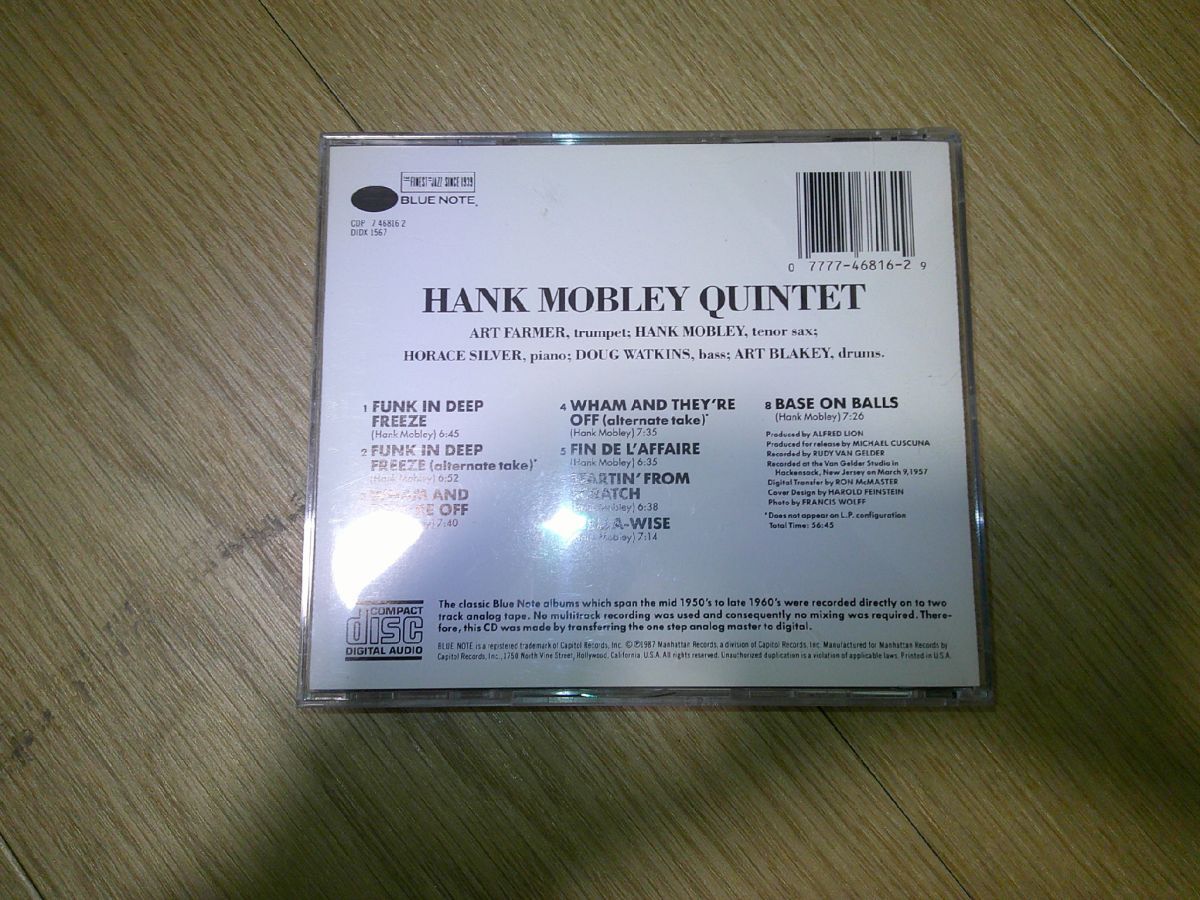 THE FINEST IN JAZZ SINCE 1939
BLUE NOTE.
CDP 7 46816 2
DIDX 1567
0 7777-46816-2 9
HANK MOBLEY QUINTET
ART FARMER, trumpet; HANK MOBLEY, tenor sax;
HORACE SILVER, piano; DOUG WATKINS, bass; ART BLAKEY, drums.
1 FUNK IN DEEP
FREEZE
(Hank Mobley) 6:45
2 FUNK IN DEEP
FREEZE (alternate take)*
(Hank Mobley) 6:52
AND
OFF
7:40
4 WHAM AND THEY'RE
OFF (alternate take)*
(Hank Mobley) 7:35
5 FIN DE L'AFFAIRE
(Hank Mobley) 6:35
FROM
6:38
7:14
8 BASE ON BALLS
(Hank Mobley) 7:26
Produced by ALFRED LION
Produced for release by MICHAEL CUSCUNA
Recorded by RUDY VAN GELDER
Recorded at the Van Gelder Studio in
Hackensack, New Jersey on March 9,1957
Digital Transfer by RON McMASTER
Cover Design by HAROLD FEINSTEIN
Photo by FRANCIS WOLFF
*Does not appear on L.P. configuration
Total Time: 56:45
COMPACT
disc
DIGITAL AUDIO
The classic Blue Note albums which span the mid 1950's to late 1960's were recorded directly on to two
track analog tape. No multitrack recording was used and consequently no mixing was required. There-
fore, this CD was made by transferring the one step analog master to digital.
BLUE NOTE is a registered trademark of Capitol Records, Inc. © ℗1987 Manhattan Records, a division of Capitol Records, Inc. Manufactured for Manhattan Records by
Capitol Records, Inc., 1750 North Vine Street, Hollywood, California. U.S.A. All rights reserved. Unauthorized duplication is a violation of applicable laws. Printed in U.S.A.